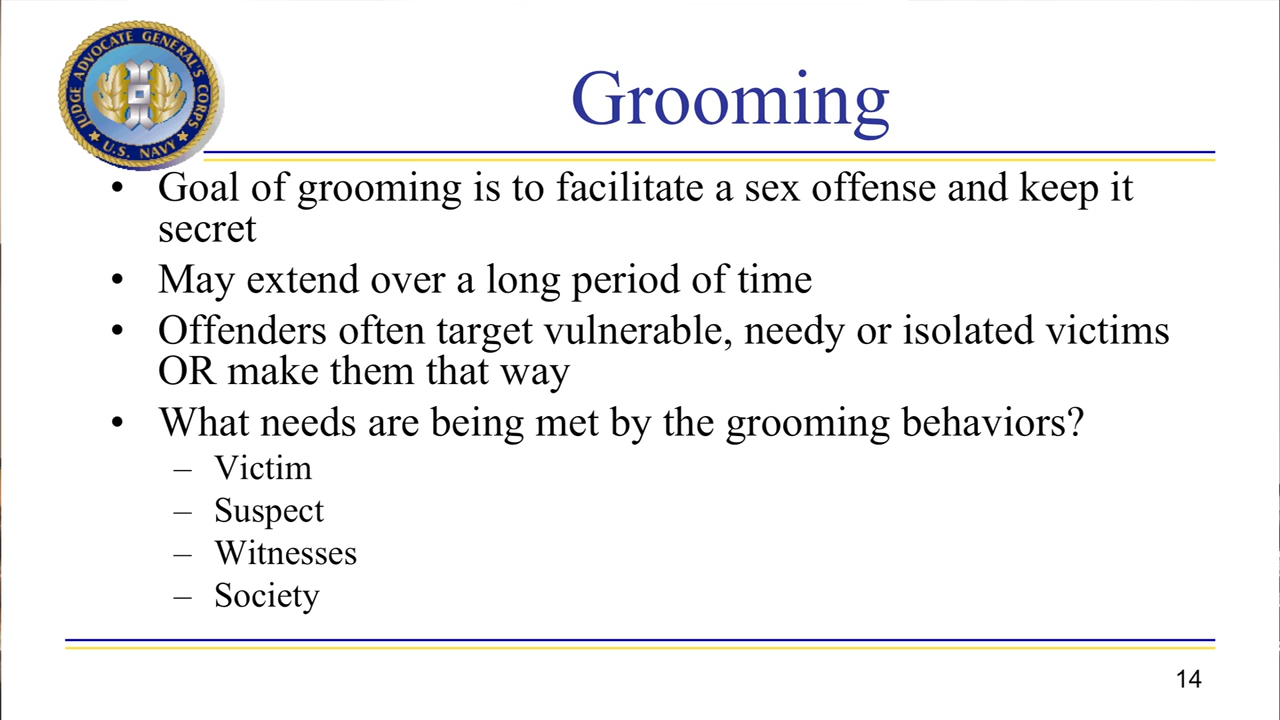 JUDGE ADVOCATE GENERAL'S CORPS
U.S. NAVY
Grooming
• Goal of grooming is to facilitate a sex offense and keep it
secret
• May extend over a long period of time
• Offenders often target vulnerable, needy or isolated victims
OR make them that way
• What needs are being met by the grooming behaviors?
– Victim
– Suspect
– Witnesses
– Society
14